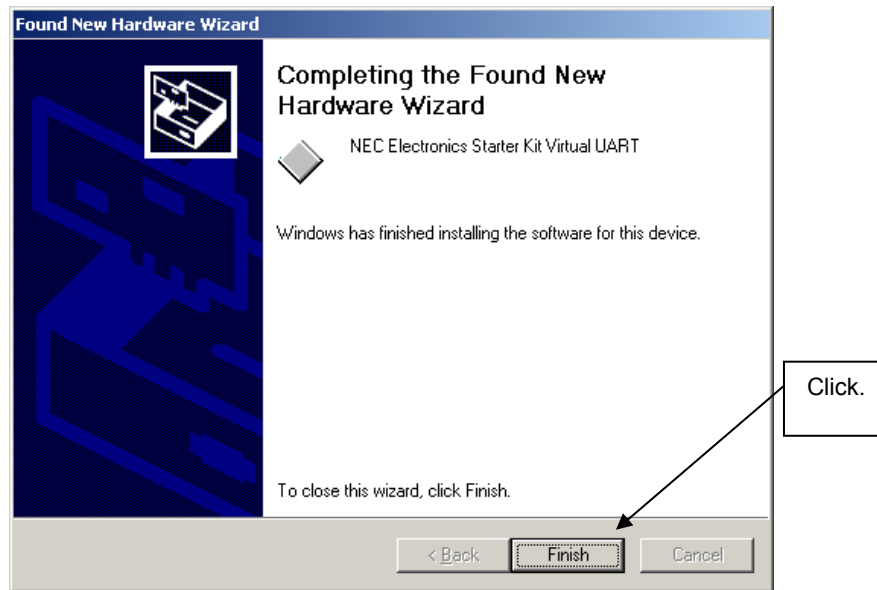 Found New Hardware Wizard
Completing the Found New
Hardware Wizard
NEC Electronics Starter Kit Virtual UART
Windows has finished installing the software for this device.
Click.
To close this wizard, click Finish.
< Back
Finish
Cancel